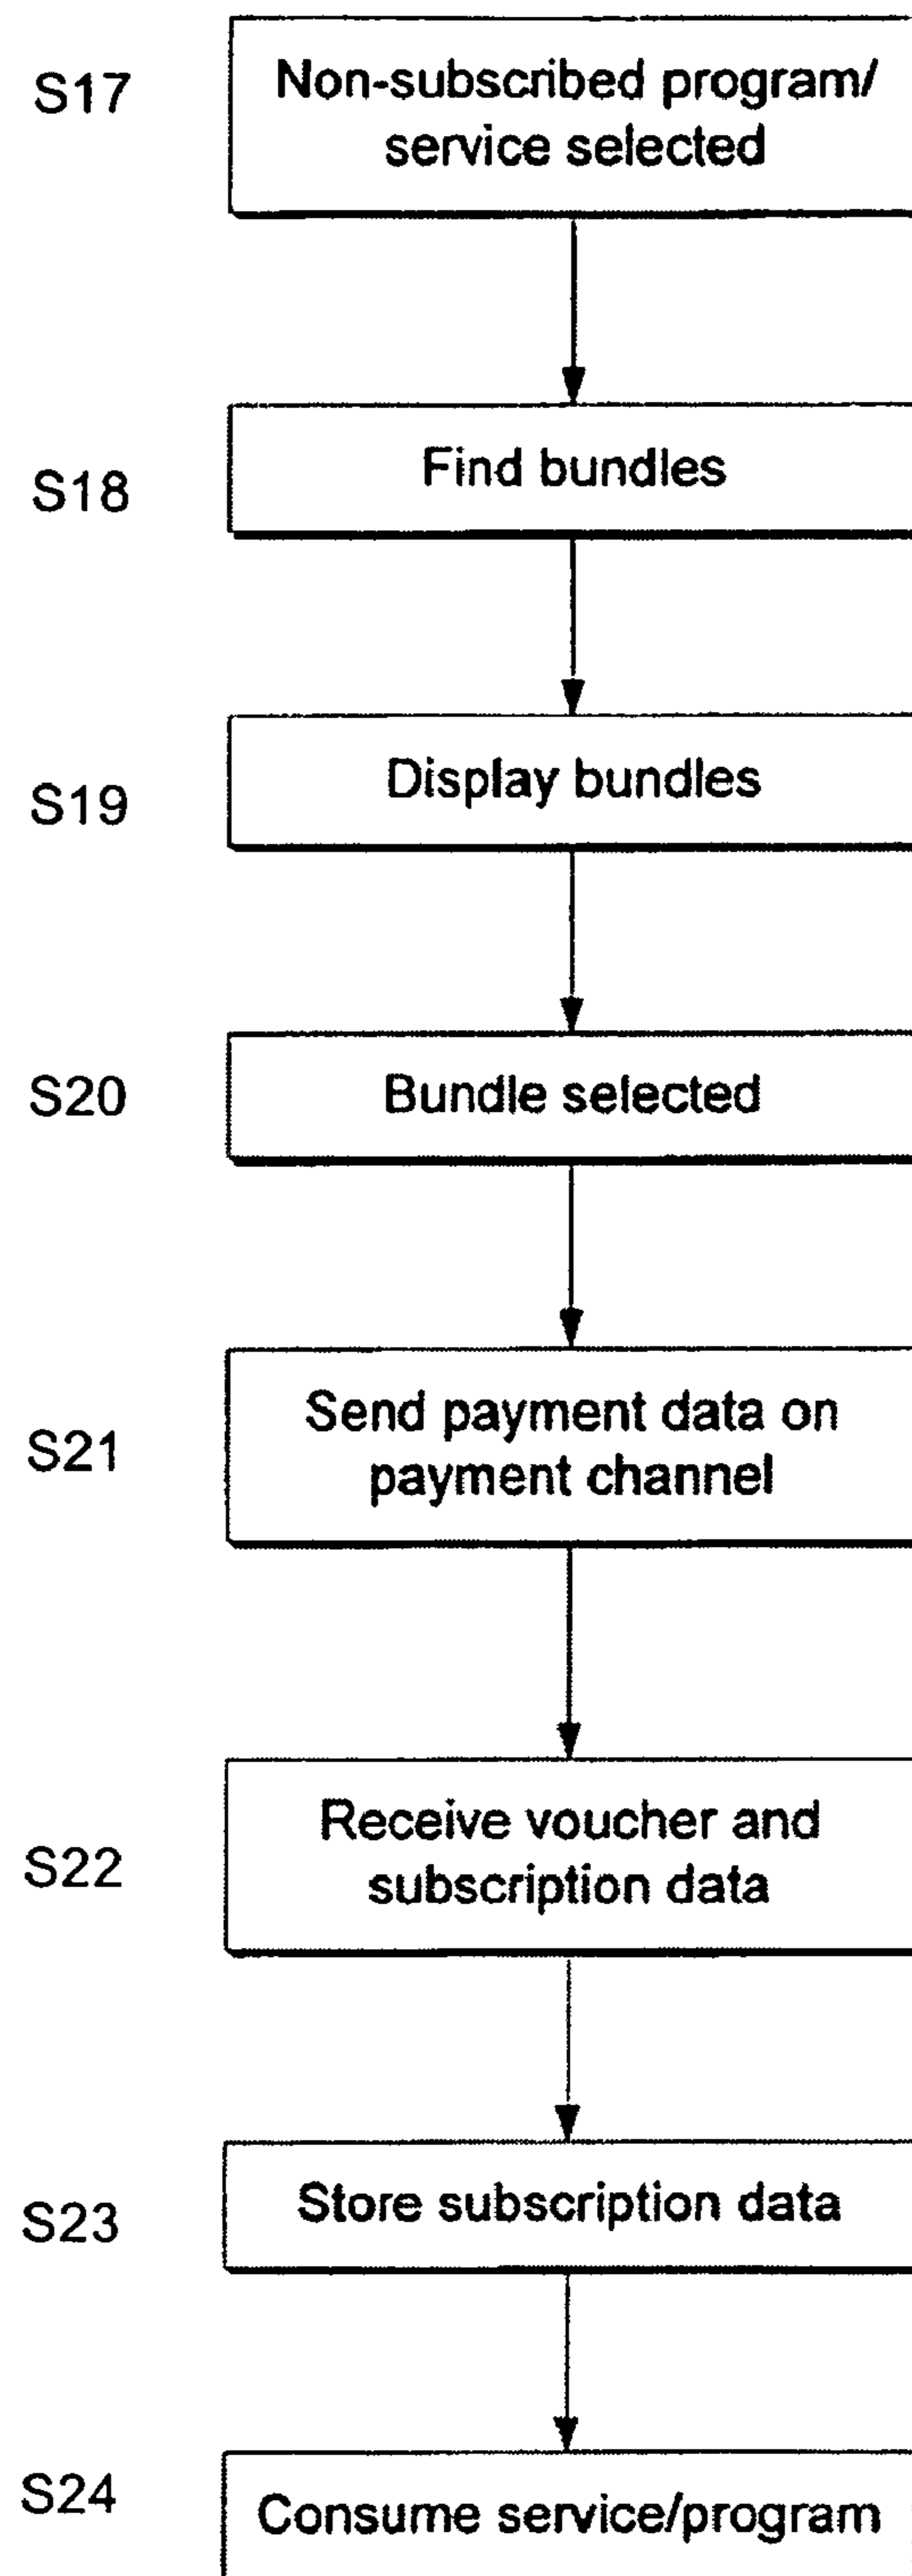 S17
Non-subscribed program/
service selected
S18
Find bundles
S19
Display bundles
S20
Bundle selected
S21
Send payment data on
payment channel
S22
Receive voucher and
subscription data
S23
Store subscription data
S24
Consume service/program